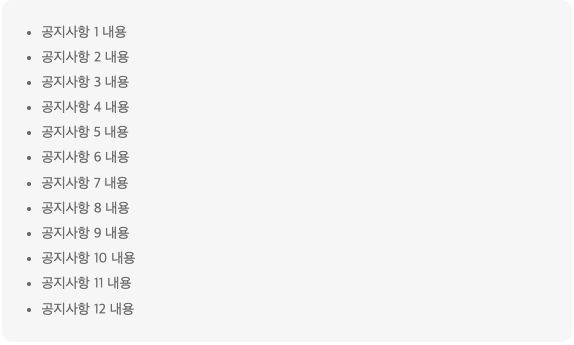 • 공지사항 1 내용
• 공지사항 2 내용
• 공지사항 3 내용
• 공지사항 4 내용
• 공지사항 5 내용
• 공지사항 6 내용
• 공지사항 7 내용
• 공지사항 8 내용
• 공지사항 9 내용
• 공지사항 10 내용
• 공지사항 11 내용
• 공지사항 12 내용